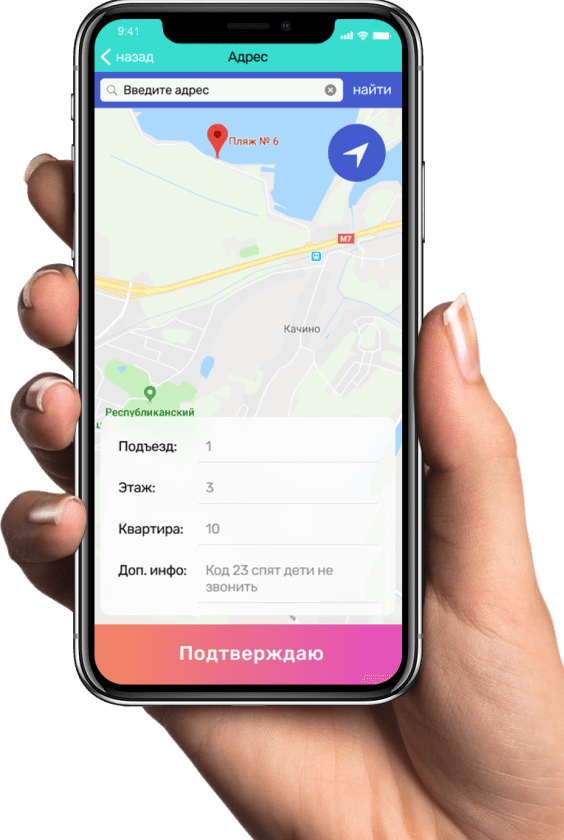 9:41
назад
Адрес
Введите адрес
найти
Пляж № 6
M7
Качино
Республиканский
Подъезд: 1
Этаж: 3
Квартира: 10
Доп. инфо: Код 23 спят дети не
звонить
Подтверждаю